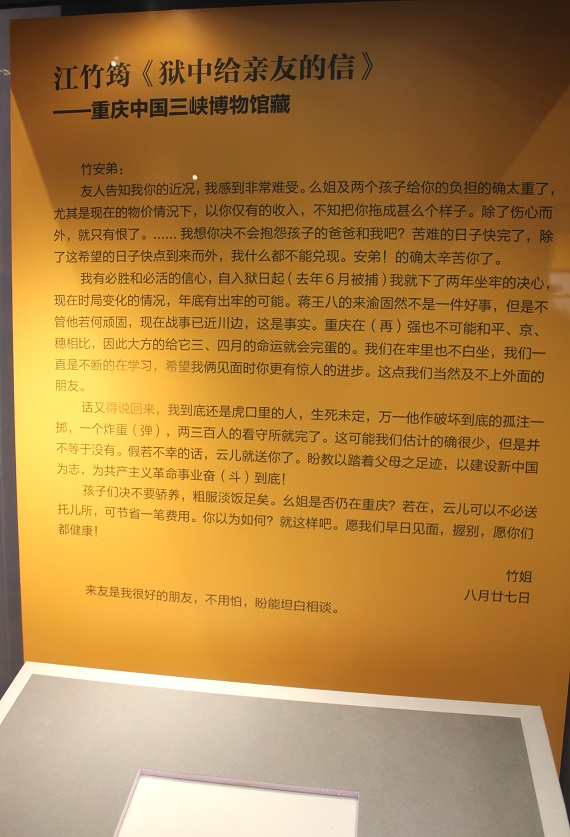 江竹筠《狱中给亲友的信》
——重庆中国三峡博物馆藏
竹安弟：
友人告知我你的近况，我感到非常难受。么姐及两个孩子给你的负担的确太重了，
尤其是现在的物价情况下，以你仅有的收入，不知把你拖成甚么个样子。除了伤心而
外，就只有恨了。……我想你决不会抱怨孩子的爸爸和我吧？苦难的日子快完了，除
了这希望的日子快点到来而外，我什么都不能兑现。安弟！的确太辛苦你了。
我有必胜和必活的信心，自入狱日起（去年6月被捕）我就下了两年坐牢的决心，
现在时局变化的情况，年底有出牢的可能。蒋王八的来渝固然不是一件好事，但是不
管他若何顽固，现在战事已近川边，这是事实。重庆在（再）强也不可能和平、京、
穗相比，因此大方的给它三、四月的命运就会完蛋的。我们在牢里也不白坐，我们一
直是不断的在学习，希望我俩见面时你更有惊人的进步。这点我们当然及不上外面的
朋友。
话又得说回来，我到底还是虎口里的人，生死未定，万一他作破坏到底的孤注一
掷，一个炸蛋（弹），两三百人的看守所就完了。这可能我们估计的确很少，但是并
不等于没有。假若不幸的话，云儿就送你了。盼教以踏着父母之足迹，以建设新中国
为志，为共产主义革命事业奋（斗）到底！
孩子们决不要骄养，粗服淡饭足矣。幺姐是否仍在重庆？若在，云儿可以不必送
托儿所，可节省一笔费用。你以为如何？就这样吧。愿我们早日见面，握别，愿你们
都健康！
竹姐
八月廿七日
来友是我很好的朋友，不用怕，盼能坦白相谈。